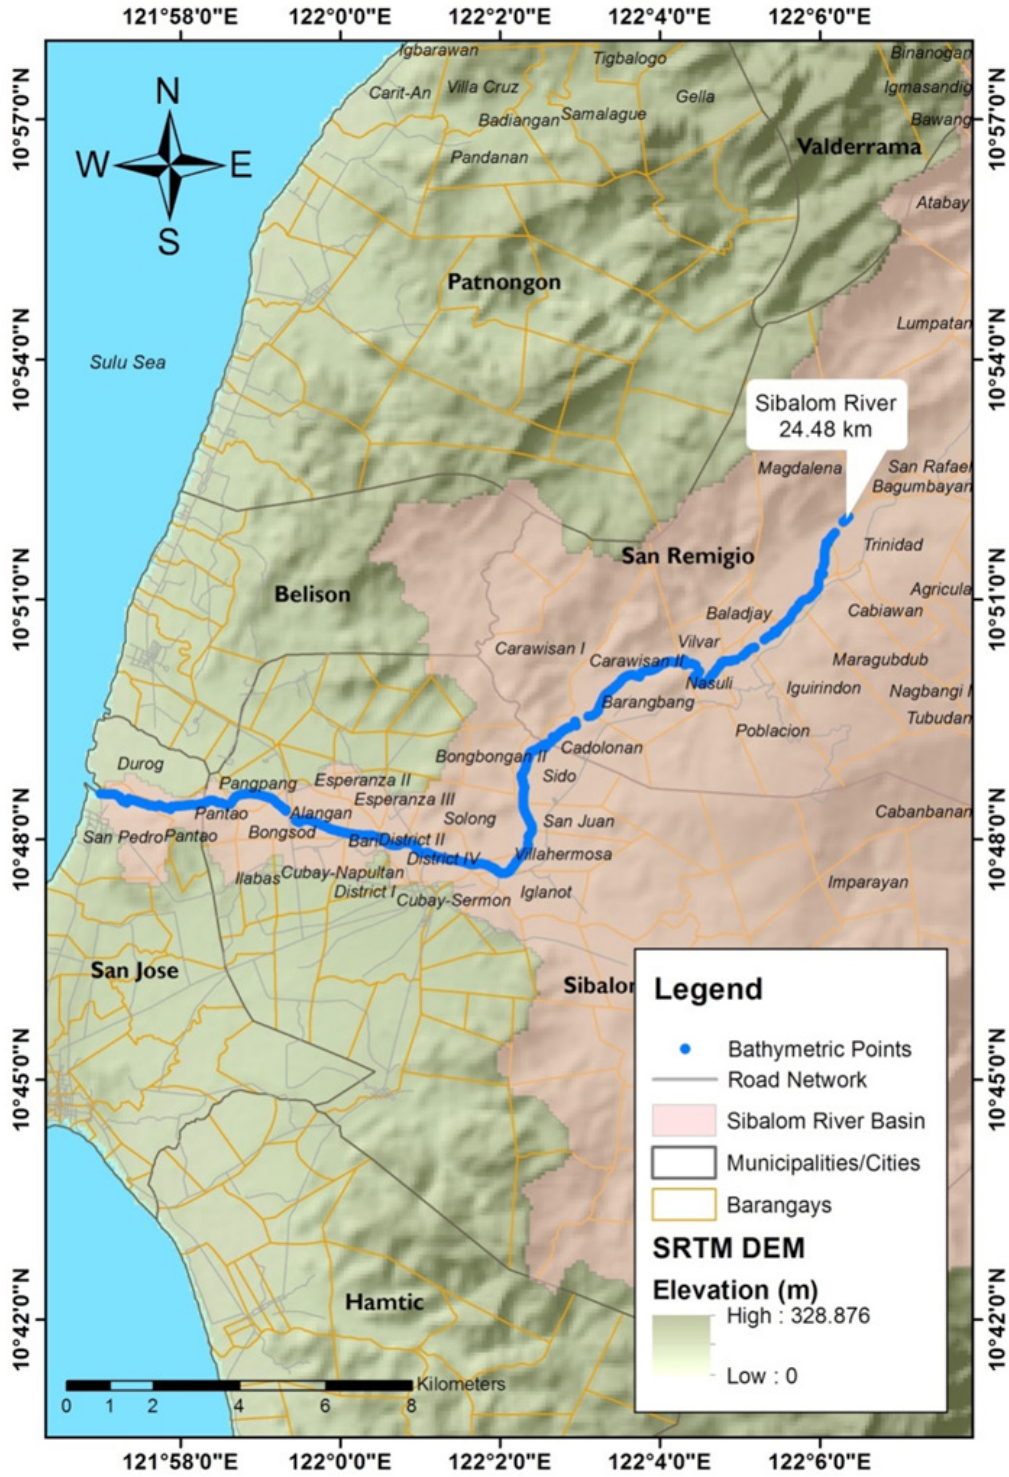 121°58'0"E 122°0'0"E 122°2'0"E 122°4'0"E 122°6'0"E
Igbarawan
Tigbalogo
Binanogan
Carit-An
Villa Cruz
Gella
Igmasandig
10°57'0"N
Badiangan
Samalague
Bawang
10°57'0"N
N
W E
S
Pandanan
Valderrama
Atabay
Patnongon
Lumpatan
10°54'0"N
Sulu Sea
10°54'0"N
Sibalom River
24.48 km
Magdalena
San Rafael
Bagumbayan
Trinidad
San Remigio
10°51'0"N
Belison
Agricula
10°51'0"N
Baladjay
Cabiawan
Carawisan I
Vilvar
Carawisan II
Maragubdub
Nasuli
Iguirindon
Nagbangi I
Barangbang
Tubudan
Poblacion
Cadolonan
Bongbongan II
Durog
Sido
Pangpang
Esperanza II
Esperanza III
Pantao
Alangan
Solong
San Juan
Cabanbanan
10°48'0"N
San Pedro
Pantao
Bongsod
Bari
District II
10°48'0"N
District IV
Villahermosa
Ilabas
Cubay-Napultan
Imparayan
District I
Cubay-Sermon
Iglanot
San Jose
Sibalom
Legend
Bathymetric Points
Road Network
Sibalom River Basin
Municipalities/Cities
Barangays
SRTM DEM
Elevation (m)
High : 328.876
Low : 0
10°45'0"N
10°45'0"N
Hamtic
10°42'0"N
10°42'0"N
Kilometers
0 1 2 4 6 8
121°58'0"E 122°0'0"E 122°2'0"E 122°4'0"E 122°6'0"E